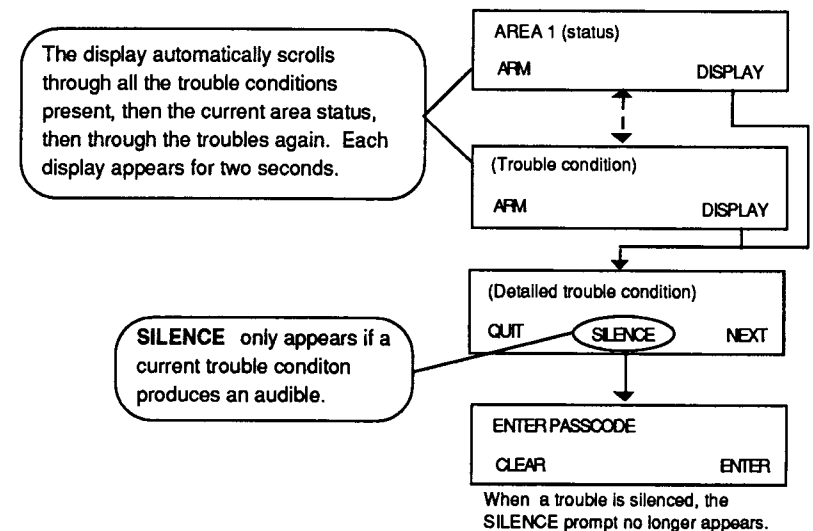 The display automatically scrolls
through all the trouble conditions
present, then the current area status,
then through the troubles again. Each
display appears for two seconds.
AREA 1 (status)
ARM DISPLAY
(Trouble condition)
ARM DISPLAY
(Detailed trouble condition)
QUIT SILENCE NEXT
SILENCE only appears if a
current trouble conditon
produces an audible.
ENTER PASSCODE
CLEAR ENTER
When a trouble is silenced, the
SILENCE prompt no longer appears.